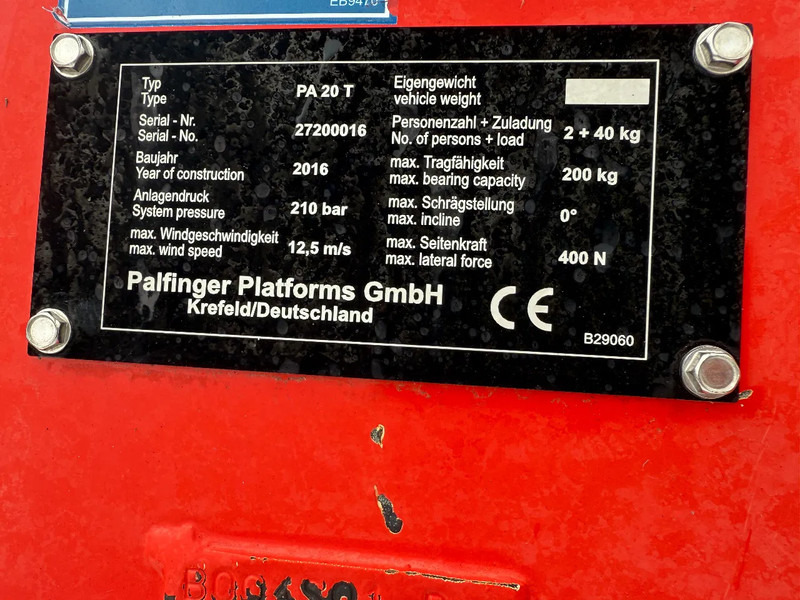 EB9470
Typ
Type
PA 20 T
Serial - Nr.
Serial - No.
27200016
Baujahr
Year of construction
2016
Anlagendruck
System pressure
210 bar
max. Windgeschwindigkeit
max. wind speed
12,5 m/s
Eigengewicht
vehicle weight
Personenzahl + Zuladung
No. of persons + load
2 + 40 kg
max. Tragfähigkeit
max. bearing capacity
200 kg
max. Schrägstellung
max. incline
0°
max. Seitenkraft
max. lateral force
400 N
Palfinger Platforms GmbH
Krefeld/Deutschland
CE
B29060